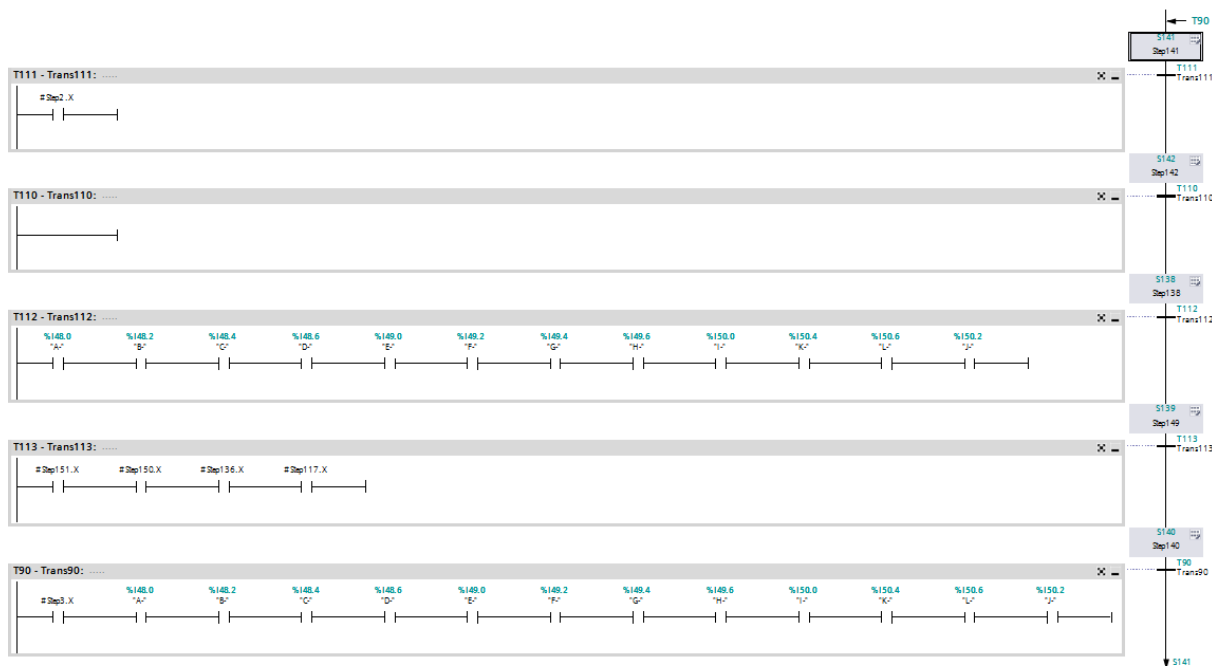 T90
S141
Step141
T111 - Trans111: .....
T111
Trans111
#Step2.X
S142
Step142
T110 - Trans110: .....
T110
Trans110
S138
Step138
T112 - Trans112: .....
T112
Trans112
%I48.0 %I48.2 %I48.4 %I48.6 %I49.0 %I49.2 %I49.4 %I49.6 %I50.0 %I50.4 %I50.6 %I50.2
"A-" "B-" "C-" "D-" "E-" "F-" "G-" "H-" "I-" "K-" "L-" "J-"
S139
Step149
T113 - Trans113: .....
T113
Trans113
#Step151.X #Step150.X #Step136.X #Step117.X
S140
Step140
T90 - Trans90: .....
T90
Trans90
%I48.0 %I48.2 %I48.4 %I48.6 %I49.0 %I49.2 %I49.4 %I49.6 %I50.0 %I50.4 %I50.6 %I50.2
#Step3.X "A-" "B-" "C-" "D-" "E-" "F-" "G-" "H-" "I-" "K-" "L-" "J-"
S141